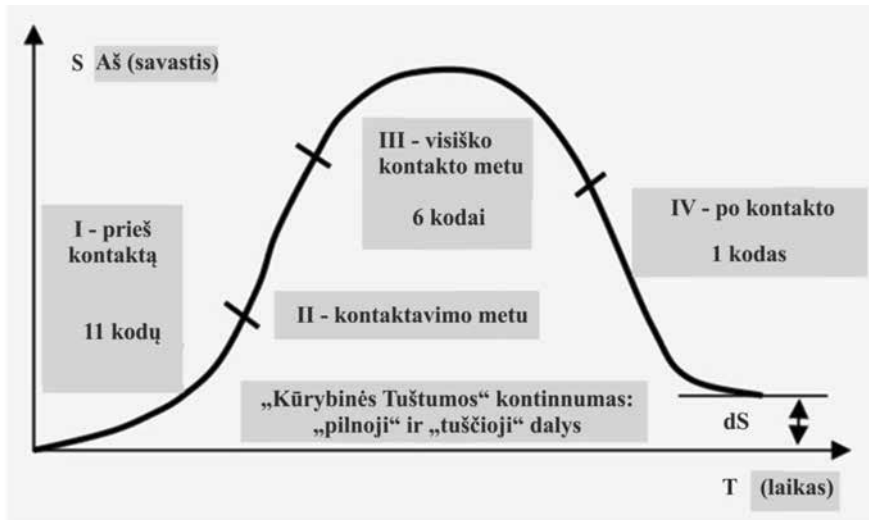 S Aš (savastis)
III - visiško
kontakto metu
6 kodai
I - prieš
kontaktą
11 kodų
IV - po kontakto
1 kodas
II - kontaktavimo metu
„Kūrybinės Tuštumos“ kontinnumas:
„pilnoji“ ir „tuščioji“ dalys
dS
T (laikas)